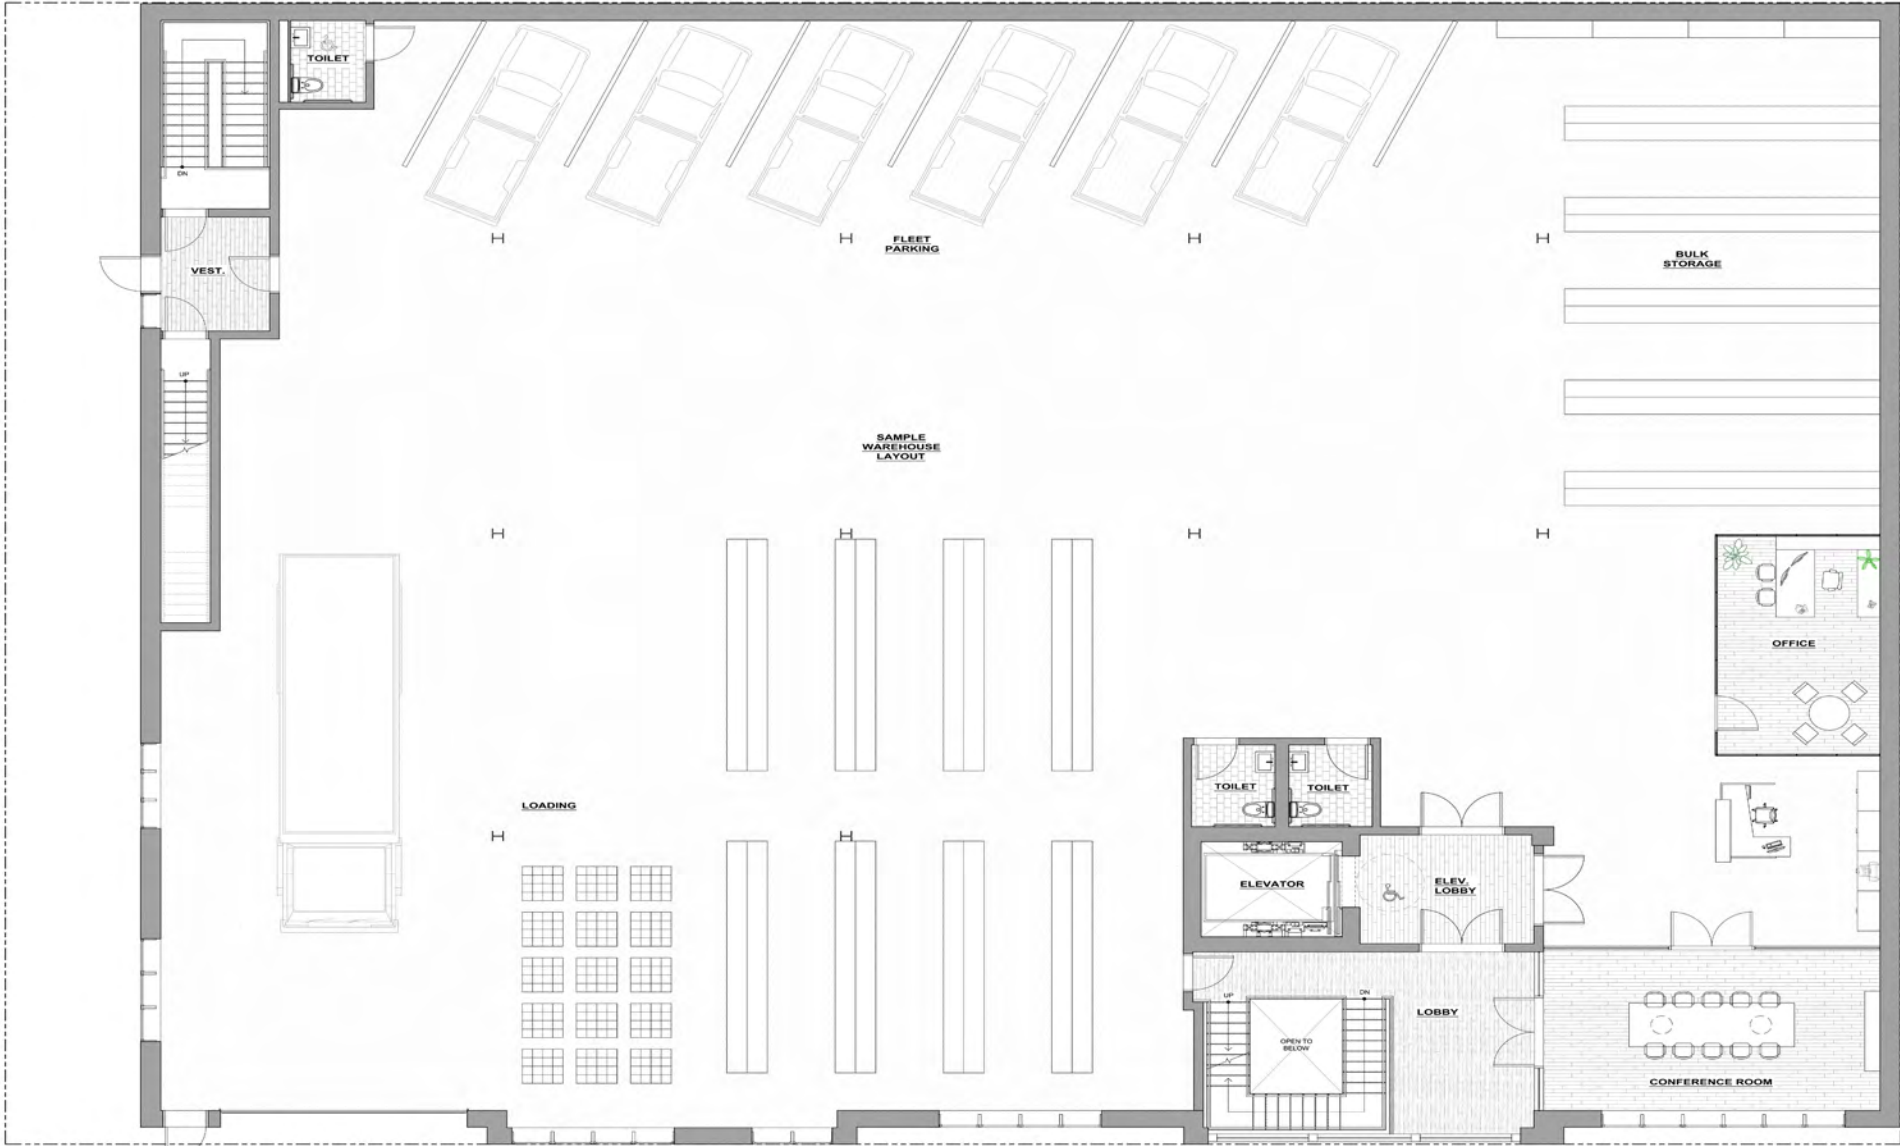 TOILET
DN
FLEET
PARKING
BULK
STORAGE
VEST.
UP
SAMPLE
WAREHOUSE
LAYOUT
OFFICE
LOADING
TOILET
TOILET
ELEVATOR
ELEV.
LOBBY
UP
DN
LOBBY
OPEN TO
BELOW
CONFERENCE ROOM